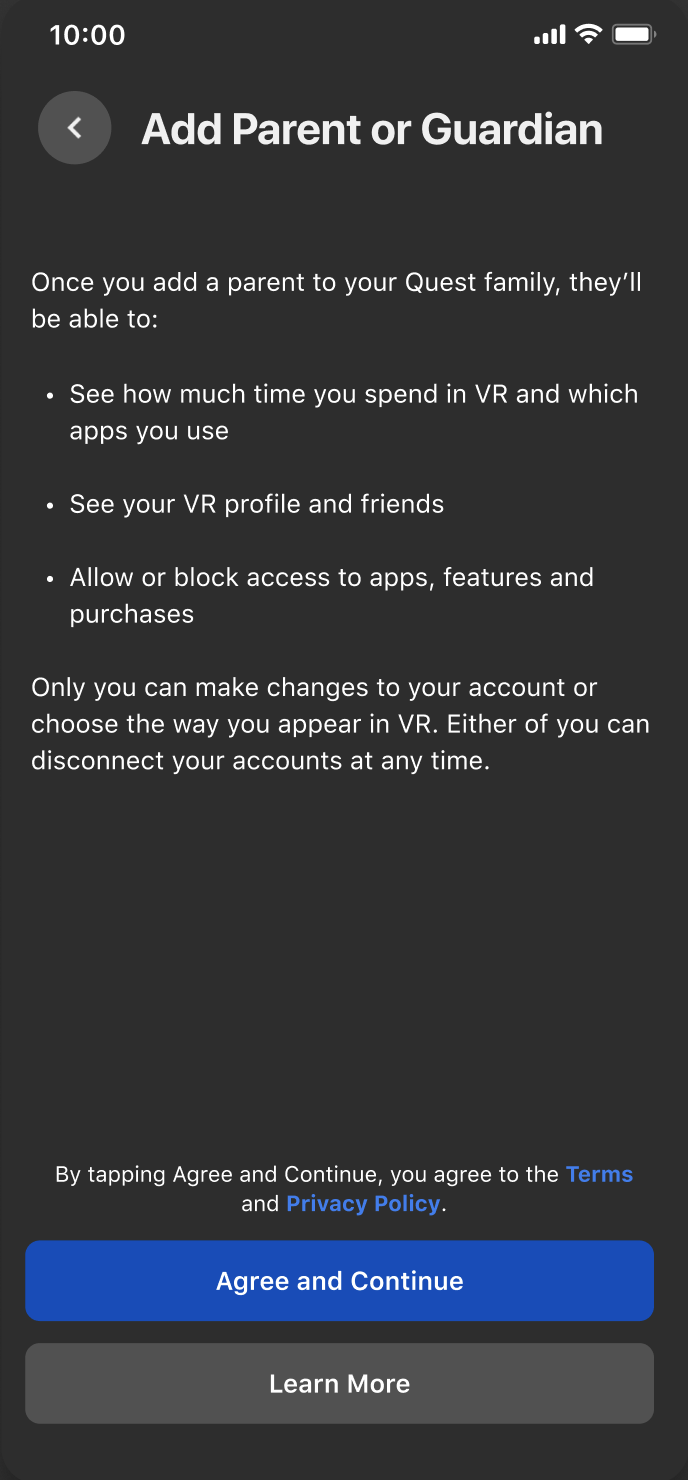 10:00
Add Parent or Guardian
Once you add a parent to your Quest family, they’ll
be able to:
• See how much time you spend in VR and which
apps you use
• See your VR profile and friends
• Allow or block access to apps, features and
purchases
Only you can make changes to your account or
choose the way you appear in VR. Either of you can
disconnect your accounts at any time.
By tapping Agree and Continue, you agree to the Terms
and Privacy Policy.
Agree and Continue
Learn More